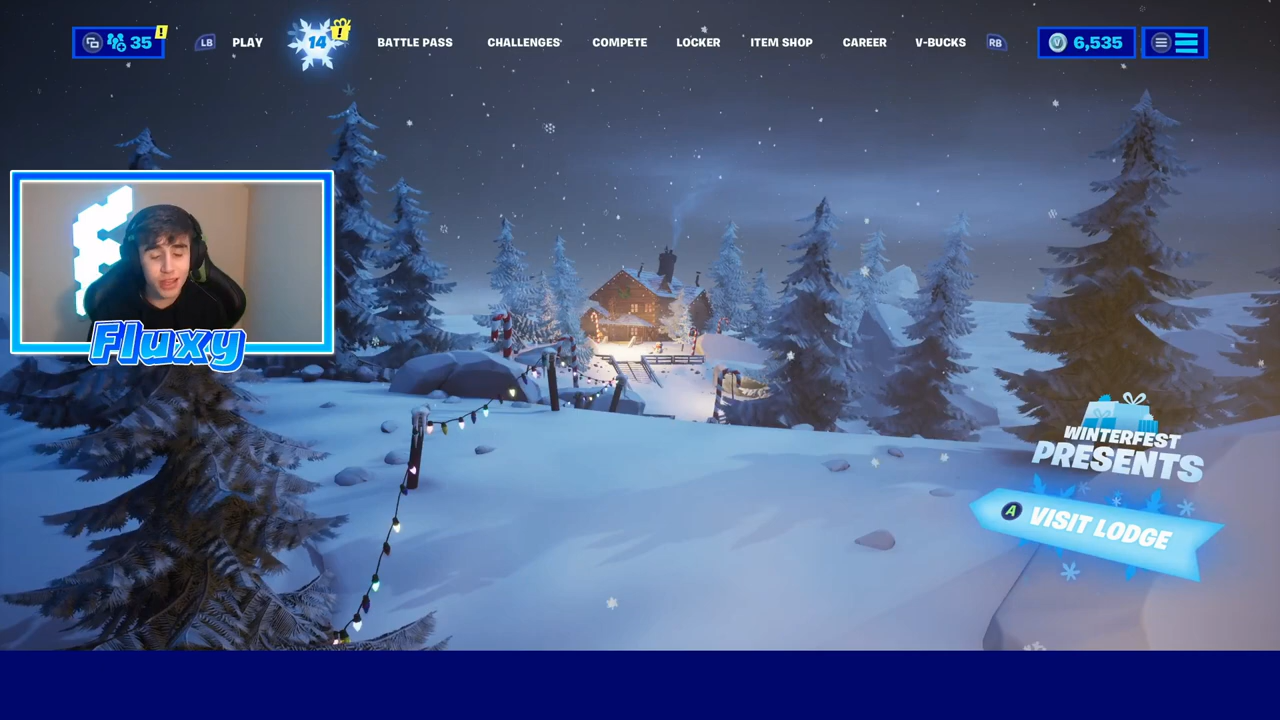 35
!
LB
PLAY
14
!
BATTLE PASS
CHALLENGES
COMPETE
LOCKER
ITEM SHOP
CAREER
V-BUCKS
RB
V
6,535
Fluxy
WINTERFEST
PRESENTS
A VISIT LODGE